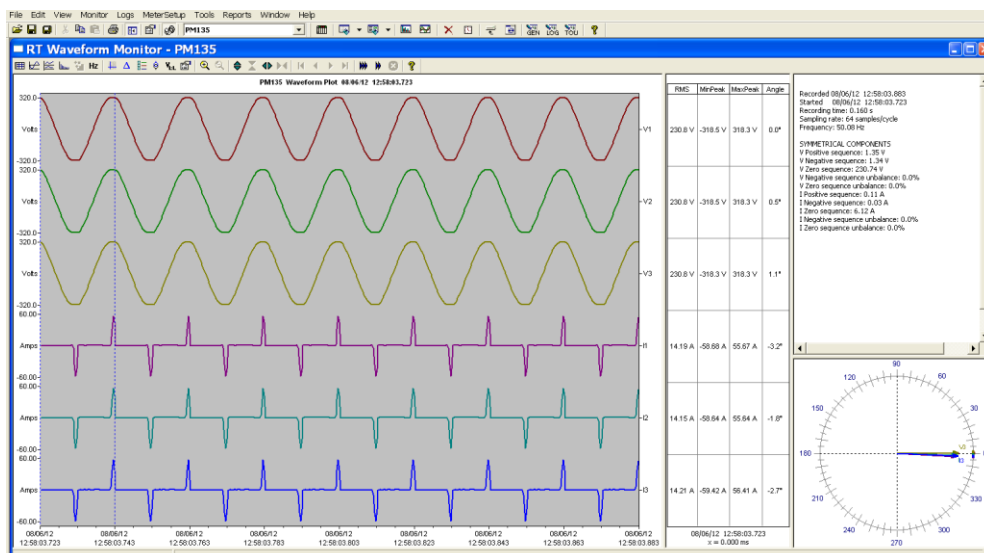 File Edit View Monitor Logs MeterSetup Tools Reports Window Help
PM135
GEN LOG TOU
RT Waveform Monitor - PM135
Hz
PM135 Waveform Plot 08/06/12 12:58:03.723
320.0
Volts
-320.0
V1
320.0
Volts
-320.0
V2
320.0
Volts
-320.0
V3
60.00
Amps
-60.00
I1
60.00
Amps
-60.00
I2
60.00
Amps
-60.00
I3
08/06/12 08/06/12 08/06/12 08/06/12 08/06/12 08/06/12 08/06/12 08/06/12 08/06/12
12:58:03.723 12:58:03.743 12:58:03.763 12:58:03.783 12:58:03.803 12:58:03.823 12:58:03.843 12:58:03.863 12:58:03.883
RMS MinPeak MaxPeak Angle
230.8 V -318.5 V 318.3 V 0.0°
230.8 V -318.5 V 318.3 V 0.5°
230.8 V -318.3 V 318.3 V 1.1°
14.19 A -58.68 A 55.67 A -3.2°
14.15 A -58.64 A 55.64 A -1.8°
14.21 A -59.42 A 56.41 A -2.7°
08/06/12 12:58:03.723
x = 0.000 ms
Recorded 08/06/12 12:58:03.883
Started 08/06/12 12:58:03.723
Recording time: 0.160 s
Sampling rate: 64 samples/cycle
Frequency: 50.08 Hz
SYMMETRICAL COMPONENTS
V Positive sequence: 1.35 V
V Negative sequence: 1.34 V
V Zero sequence: 230.74 V
V Negative sequence unbalance: 0.0%
V Zero sequence unbalance: 0.0%
I Positive sequence: 0.11 A
I Negative sequence: 0.03 A
I Zero sequence: 6.12 A
I Negative sequence unbalance: 0.0%
I Zero sequence unbalance: 0.0%
90
120 60
150 30
180
210 330
240 300
270